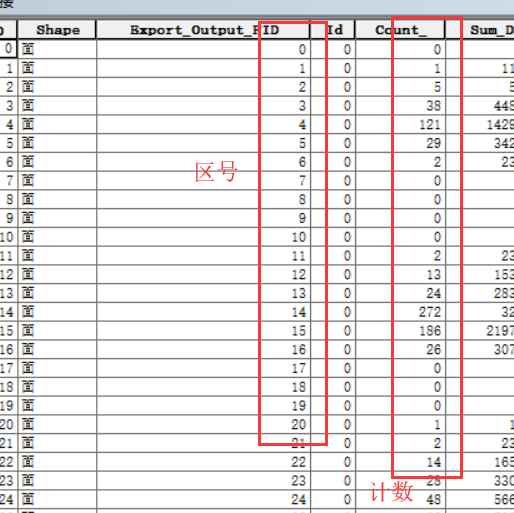 接
Shape Export_Output_FID Id Count_ Sum_D
0 面 0 0 0
1 面 1 0 1 11
2 面 2 0 5 5
3 面 3 0 38 448
4 面 4 0 121 1429
5 面 5 0 29 342
6 面 6 0 2 23
区号
7 面 7 0 0
8 面 8 0 0
9 面 9 0 0
10 面 10 0 0
11 面 11 0 2 23
12 面 12 0 13 153
13 面 13 0 24 283
14 面 14 0 272 32
15 面 15 0 186 2197
16 面 16 0 26 307
17 面 17 0 0
18 面 18 0 0
19 面 19 0 0
20 面 20 0 1 1
21 面 21 0 2 23
22 面 22 0 14 165
23 面 23 0 28 330
计数
24 面 24 0 48 566